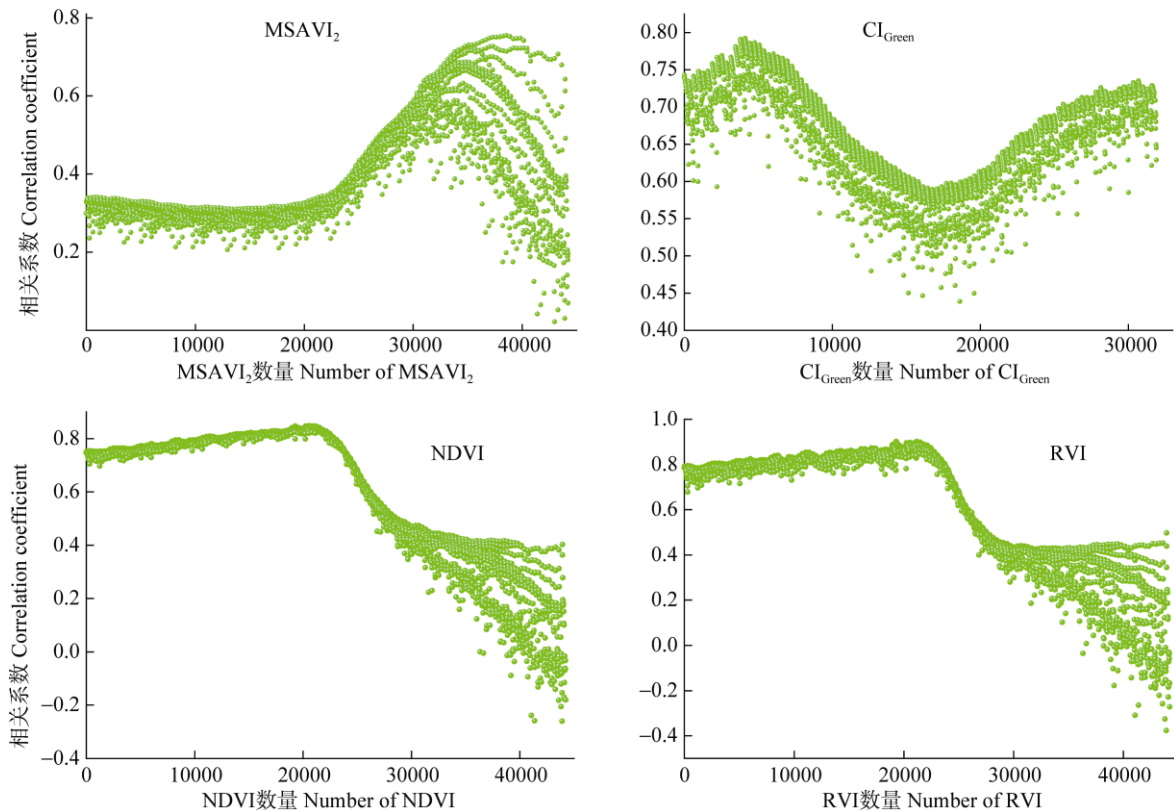 MSAVI₂
CI_Green
相关系数 Correlation coefficient
0.8
0.6
0.4
0.2
0 10000 20000 30000 40000
MSAVI₂数量 Number of MSAVI₂
0.80
0.75
0.70
0.65
0.60
0.55
0.50
0.45
0.40
0 10000 20000 30000
CI_Green数量 Number of CI_Green
NDVI
相关系数 Correlation coefficient
0.8
0.6
0.4
0.2
0.0
−0.2
−0.4
0 10000 20000 30000 40000
NDVI数量 Number of NDVI
RVI
1.0
0.8
0.6
0.4
0.2
0.0
−0.2
−0.4
0 10000 20000 30000 40000
RVI数量 Number of RVI